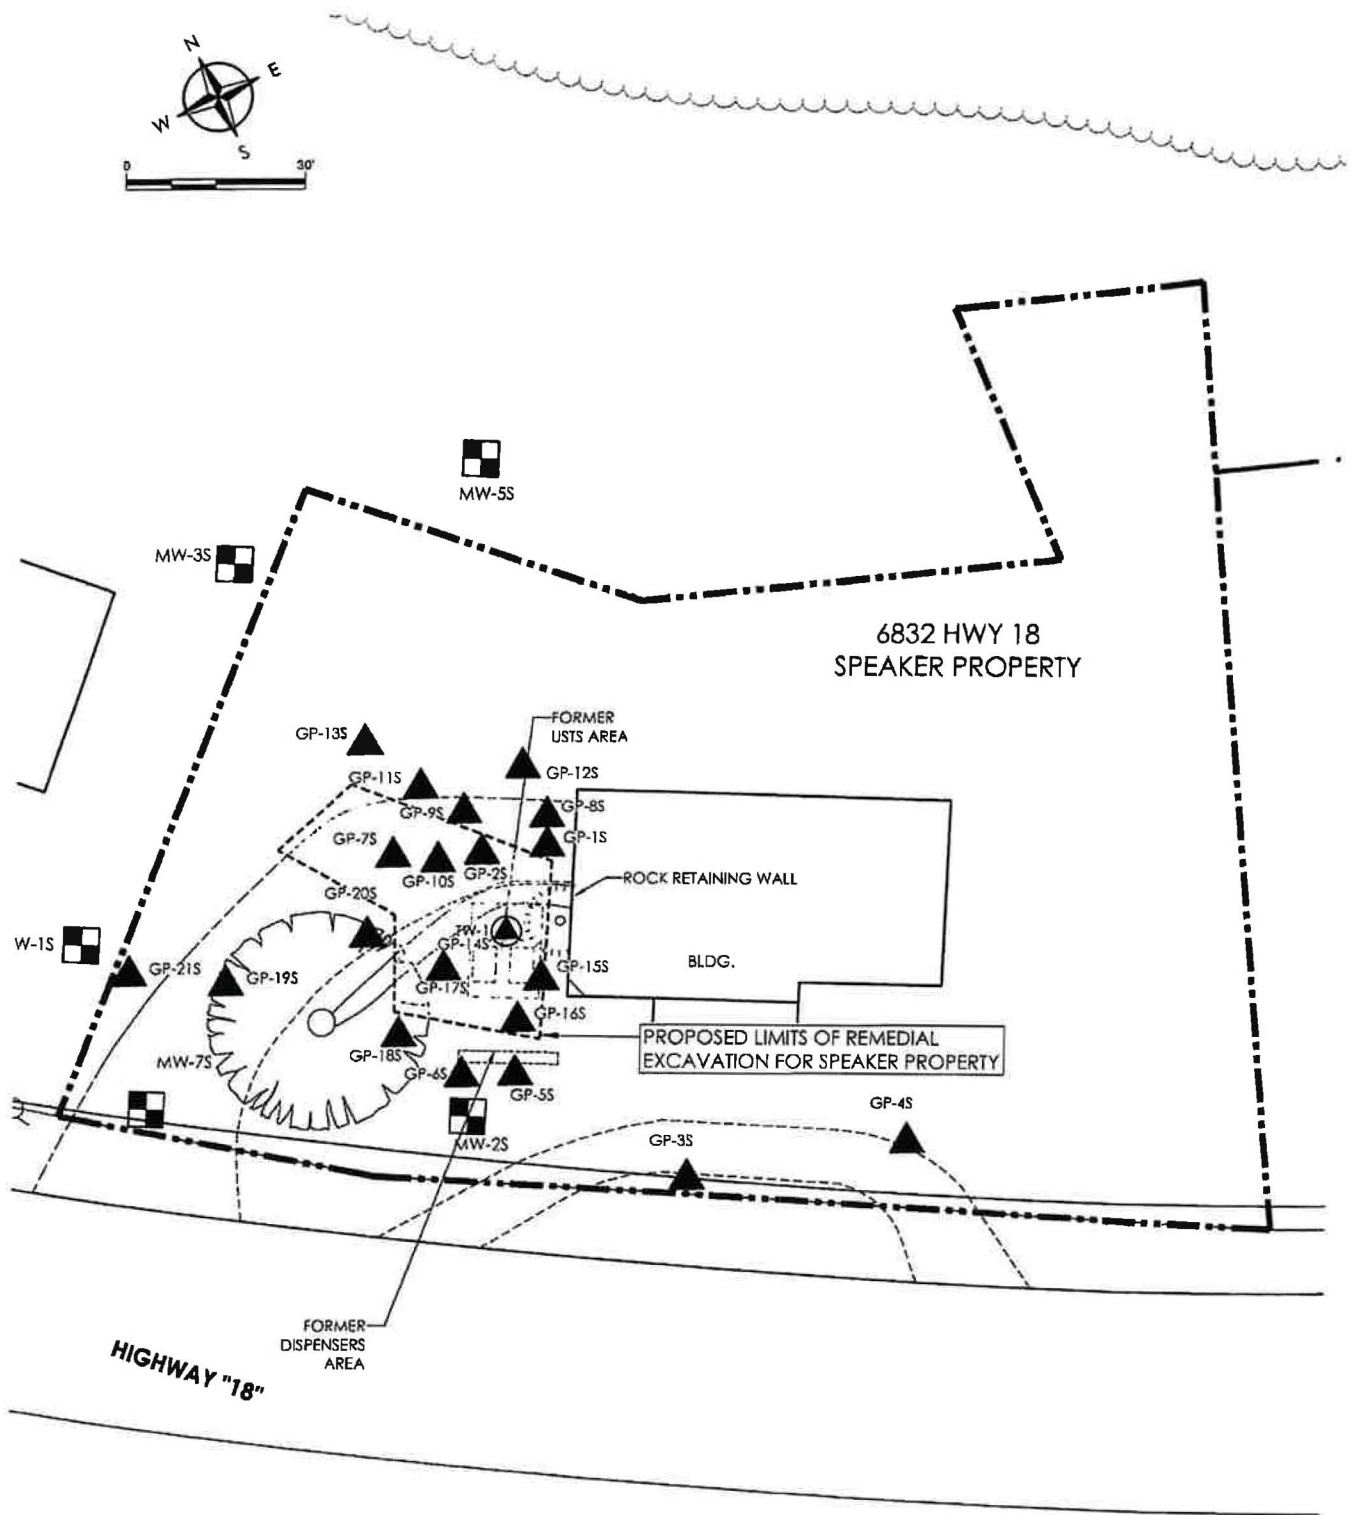 N
E
W
S
0 30'
MW-5S
MW-3S
6832 HWY 18
SPEAKER PROPERTY
FORMER
USTS AREA
GP-13S
GP-11S
GP-12S
GP-9S
GP-8S
GP-7S
GP-1S
GP-10S
GP-2S
ROCK RETAINING WALL
GP-20S
TW-1
GP-14S
W-1S
GP-21S
GP-19S
GP-15S
BLDG.
GP-17S
GP-16S
PROPOSED LIMITS OF REMEDIAL
EXCAVATION FOR SPEAKER PROPERTY
GP-18S
MW-7S
GP-6S
GP-5S
GP-4S
MW-2S
GP-3S
FORMER
DISPENSERS
AREA
HIGHWAY "18"